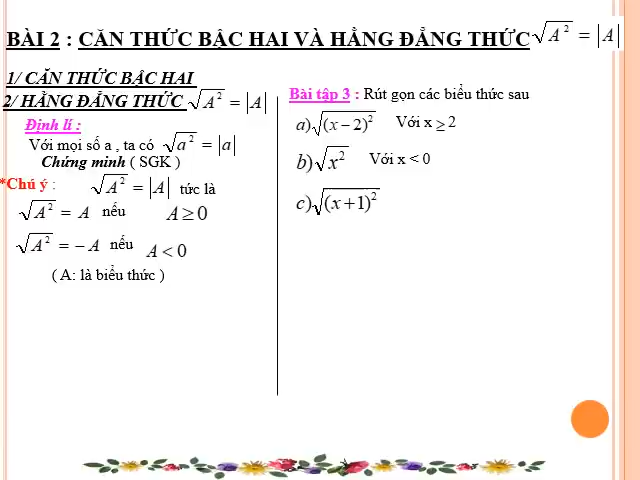 BÀI 2 : CĂN THỨC BẬC HAI VÀ HẰNG ĐẲNG THỨC √A² = |A|
1/ CĂN THỨC BẬC HAI
2/ HẰNG ĐẲNG THỨC √A² = |A|
Định lí :
Với mọi số a , ta có √a² = |a|
Chứng minh ( SGK )
*Chú ý : √A² = |A| tức là
√A² = A nếu A ≥ 0
√A² = – A nếu A < 0
( A: là biểu thức )
Bài tập 3 : Rút gọn các biểu thức sau
a) √(x – 2)² Với x ≥ 2
b) √x² Với x < 0
c) √(x + 1)²